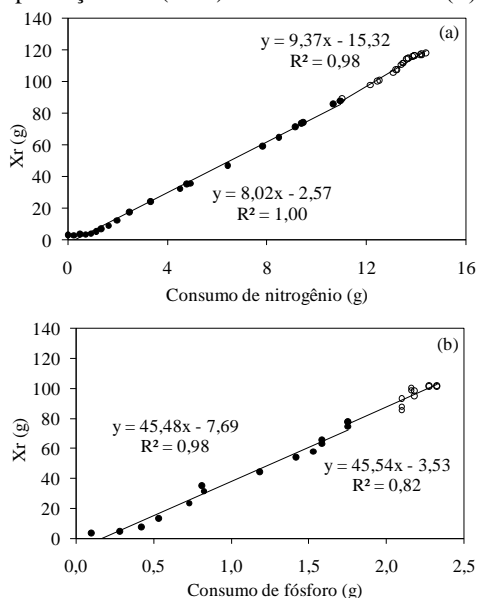 (a)
140
120
100
80
60
40
20
0
Xr (g)
y = 9,37x - 15,32
R² = 0,98
y = 8,02x - 2,57
R² = 1,00
0 4 8 12 16
Consumo de nitrogênio (g)
(b)
140
120
100
80
60
40
20
0
Xr (g)
y = 45,48x - 7,69
R² = 0,98
y = 45,54x - 3,53
R² = 0,82
0,0 0,5 1,0 1,5 2,0 2,5
Consumo de fósforo (g)